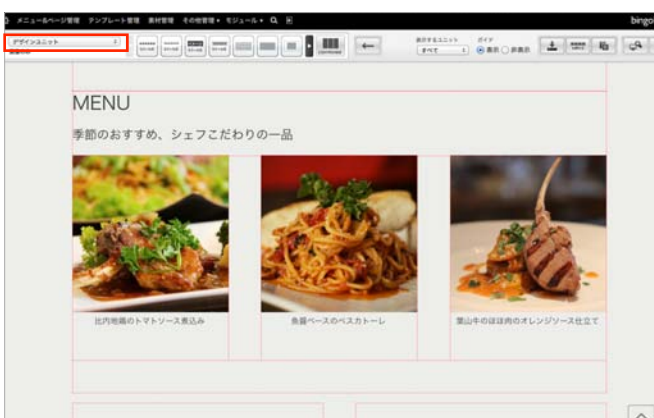 メニュー&ページ管理 テンプレート管理 素材管理 その他管理 モジュール bingo
デザインユニット
表示するユニット ガイド
すべて 表示 非表示
MENU
季節のおすすめ、シェフこだわりの一品
比内地鶏のトマトソース煮込み
魚醤ベースのペスカトーレ
葉山牛のほほ肉のオレンジソース仕立て